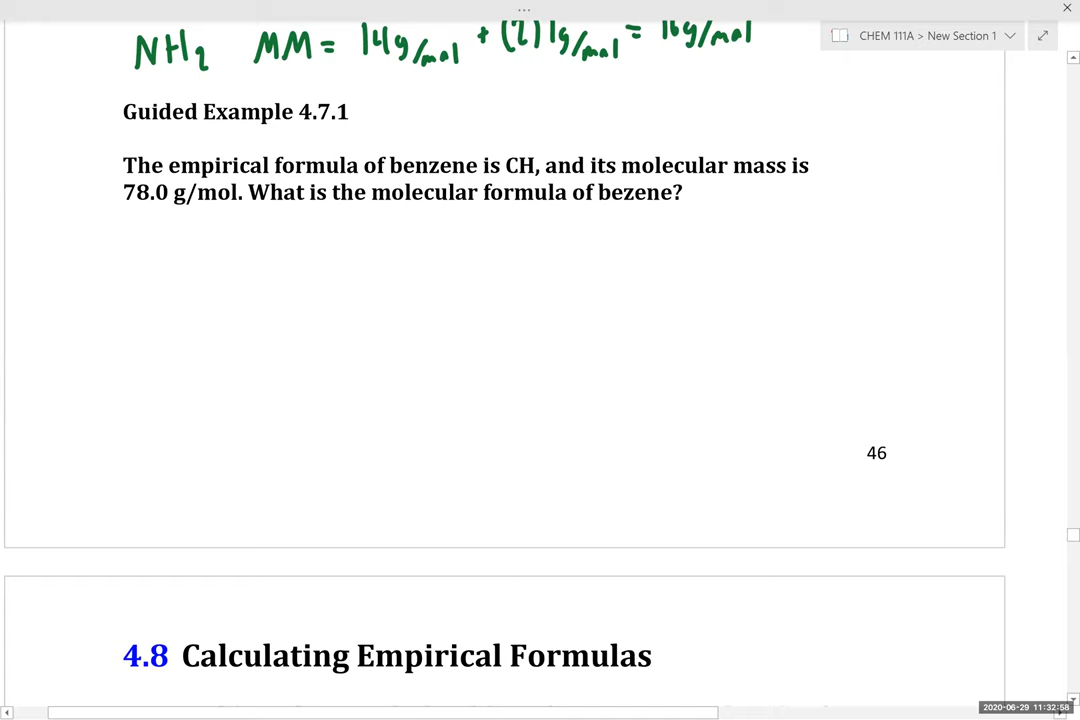 NH2 MM = 14g/mol + (2)1g/mol = 16g/mol
CHEM 111A > New Section 1
Guided Example 4.7.1
The empirical formula of benzene is CH, and its molecular mass is
78.0 g/mol. What is the molecular formula of bezene?
46
4.8 Calculating Empirical Formulas
2020-06-29 11:32:58